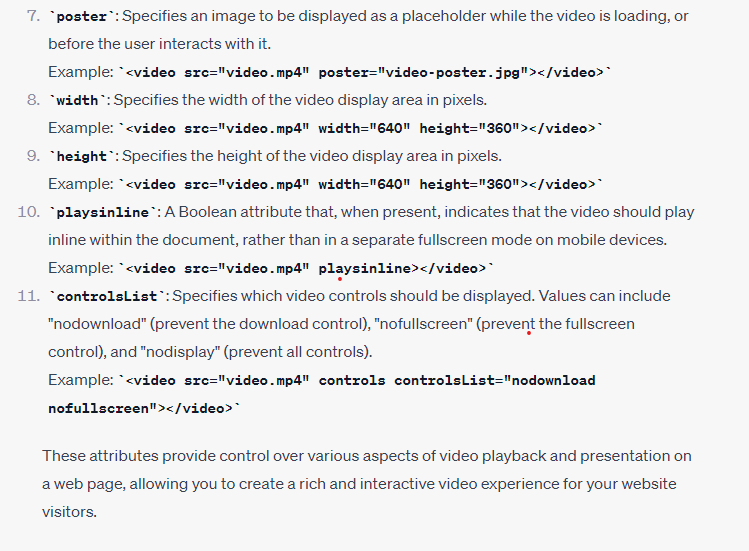 7. `poster`: Specifies an image to be displayed as a placeholder while the video is loading, or
before the user interacts with it.
Example: `<video src="video.mp4" poster="video-poster.jpg"></video>`
8. `width`: Specifies the width of the video display area in pixels.
Example: `<video src="video.mp4" width="640" height="360"></video>`
9. `height`: Specifies the height of the video display area in pixels.
Example: `<video src="video.mp4" width="640" height="360"></video>`
10. `playsinline`: A Boolean attribute that, when present, indicates that the video should play
inline within the document, rather than in a separate fullscreen mode on mobile devices.
Example: `<video src="video.mp4" playsinline></video>`
11. `controlsList`: Specifies which video controls should be displayed. Values can include
"nodownload" (prevent the download control), "nofullscreen" (prevent the fullscreen
control), and "nodisplay" (prevent all controls).
Example: `<video src="video.mp4" controls controlsList="nodownload
nofullscreen"></video>`
These attributes provide control over various aspects of video playback and presentation on
a web page, allowing you to create a rich and interactive video experience for your website
visitors.